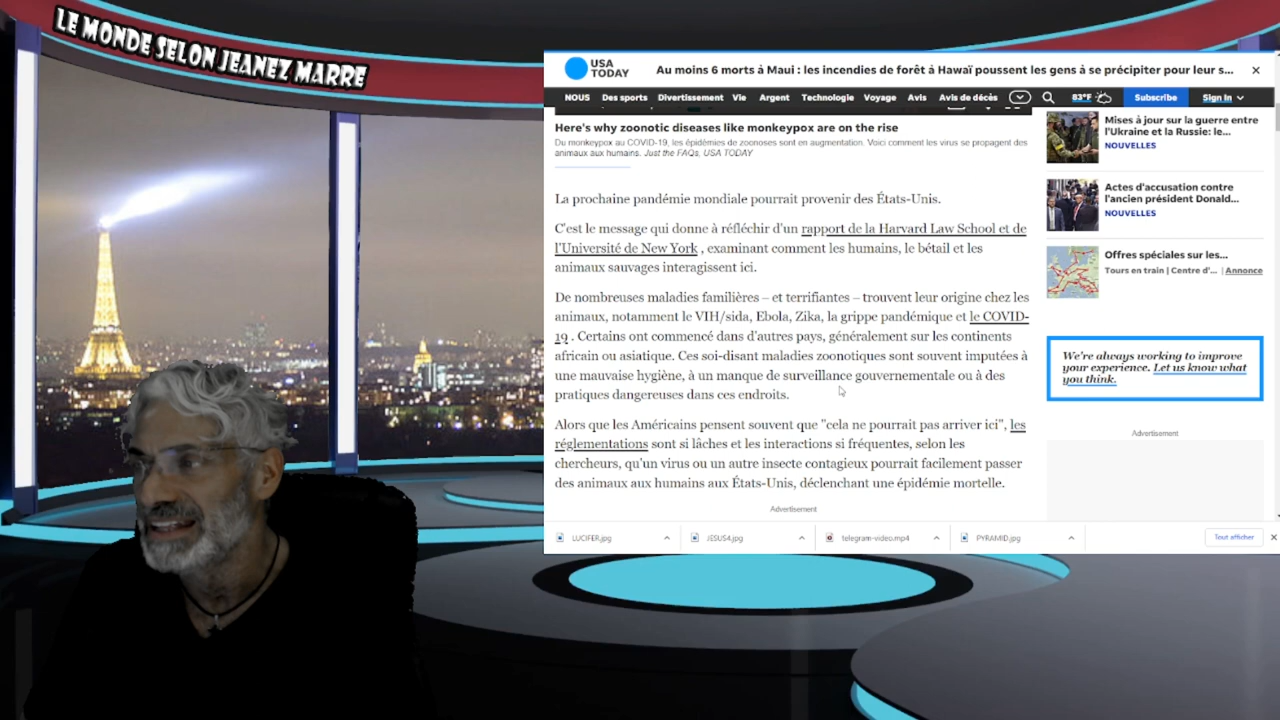 LE MONDE SELON JEANEZ MARRE
USA
TODAY
Au moins 6 morts à Maui : les incendies de forêt à Hawaï poussent les gens à se précipiter pour leur s...
NOUS Des sports Divertissement Vie Argent Technologie Voyage Avis Avis de décès 83°F Subscribe Sign In
Here's why zoonotic diseases like monkeypox are on the rise
Du monkeypox au COVID-19, les épidémies de zoonoses sont en augmentation. Voici comment les virus se propagent des
animaux aux humains. Just the FAQs, USA TODAY
La prochaine pandémie mondiale pourrait provenir des États-Unis.
C'est le message qui donne à réfléchir d'un rapport de la Harvard Law School et de
l'Université de New York , examinant comment les humains, le bétail et les
animaux sauvages interagissent ici.
De nombreuses maladies familières – et terrifiantes – trouvent leur origine chez les
animaux, notamment le VIH/sida, Ebola, Zika, la grippe pandémique et le COVID-
19 . Certains ont commencé dans d'autres pays, généralement sur les continents
africain ou asiatique. Ces soi-disant maladies zoonotiques sont souvent imputées à
une mauvaise hygiène, à un manque de surveillance gouvernementale ou à des
pratiques dangereuses dans ces endroits.
Alors que les Américains pensent souvent que "cela ne pourrait pas arriver ici", les
réglementations sont si lâches et les interactions si fréquentes, selon les
chercheurs, qu'un virus ou un autre insecte contagieux pourrait facilement passer
des animaux aux humains aux États-Unis, déclenchant une épidémie mortelle.
Advertisement
Mises à jour sur la guerre entre
l'Ukraine et la Russie: le...
NOUVELLES
Actes d'accusation contre
l'ancien président Donald...
NOUVELLES
Offres spéciales sur les...
Tours en train | Centre d'... | Annonce
We're always working to improve
your experience. Let us know what
you think.
Advertisement
LUCIFER.jpg JESUS4.jpg telegram-video.mp4 PYRAMID.jpg Tout afficher